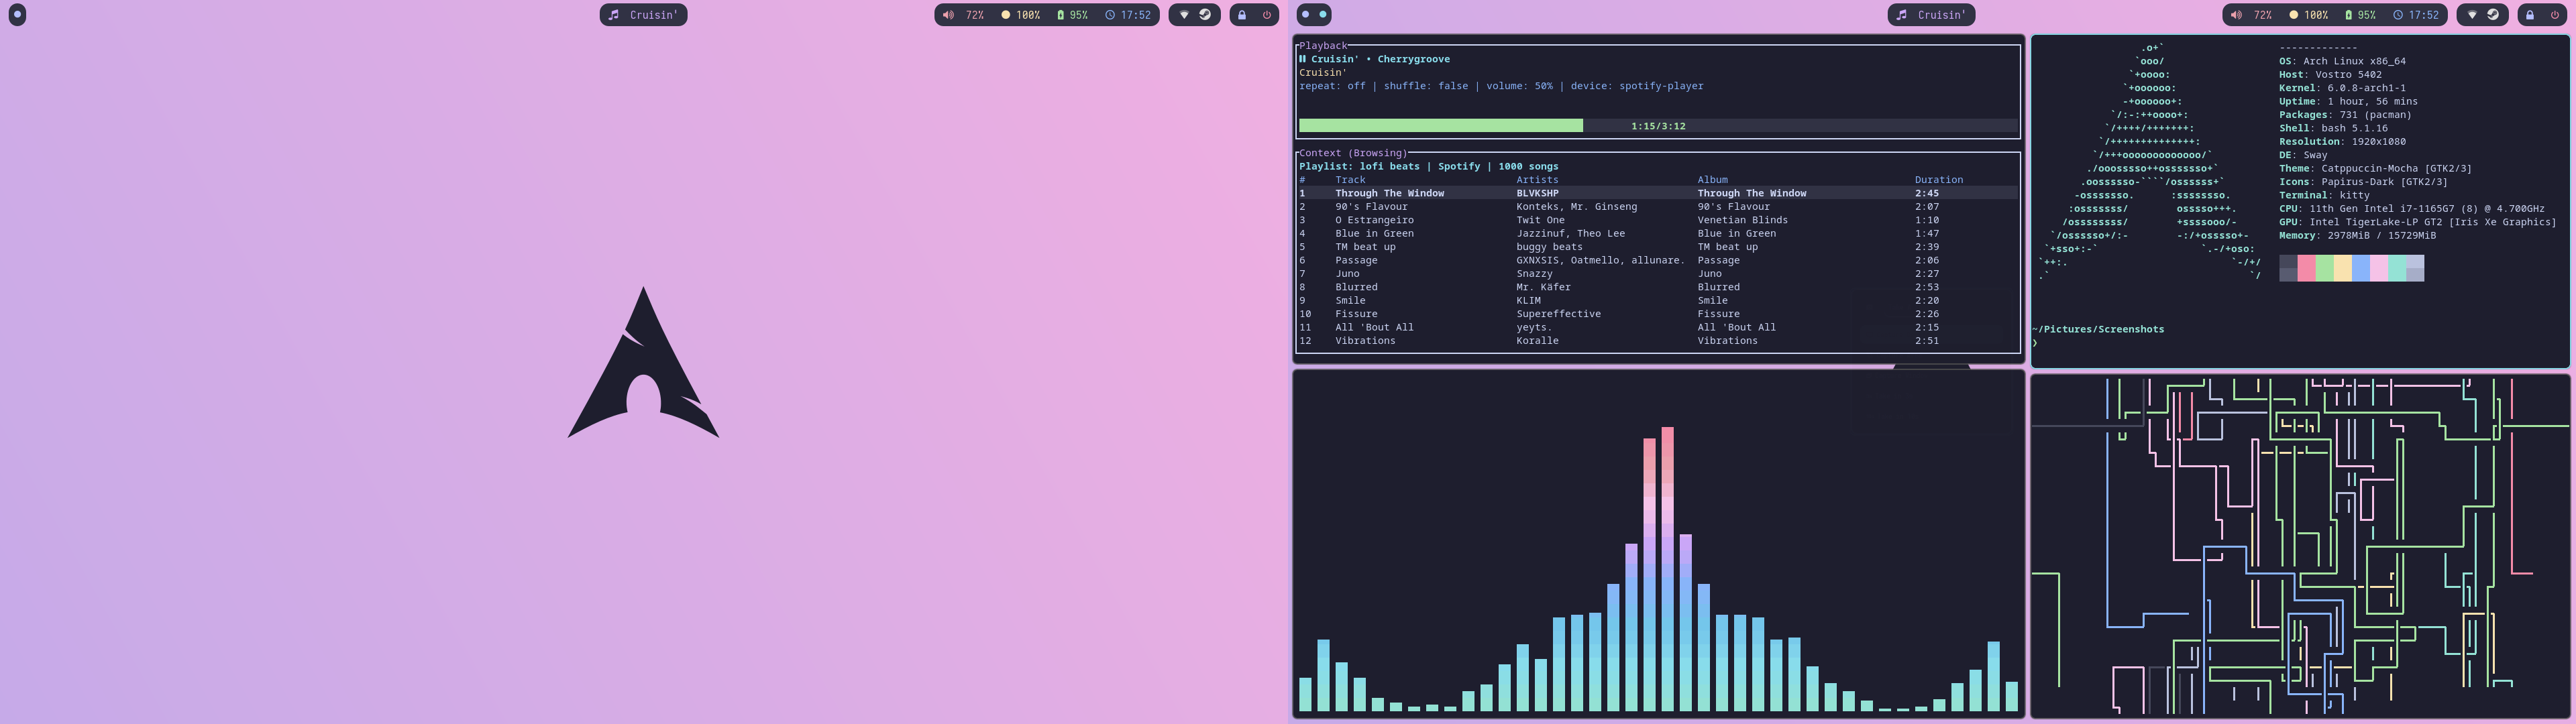 Cruisin'
72% 100% 95% 17:52
Cruisin'
72% 100% 95% 17:52
Playback
Cruisin' • Cherrygroove
Cruisin'
repeat: off | shuffle: false | volume: 50% | device: spotify-player
1:15/3:12
Context (Browsing)
Playlist: lofi beats | Spotify | 1000 songs
# Track Artists Album Duration
1 Through The Window BLVKSHP Through The Window 2:45
2 90's Flavour Konteks, Mr. Ginseng 90's Flavour 2:07
3 O Estrangeiro Twit One Venetian Blinds 1:10
4 Blue in Green Jazzinuf, Theo Lee Blue in Green 1:47
5 TM beat up buggy beats TM beat up 2:39
6 Passage GXNXSIS, Oatmello, allunare. Passage 2:06
7 Juno Snazzy Juno 2:27
8 Blurred Mr. Käfer Blurred 2:53
9 Smile KLIM Smile 2:20
10 Fissure Supereffective Fissure 2:26
11 All 'Bout All yeyts. All 'Bout All 2:15
12 Vibrations Koralle Vibrations 2:51
-------------
OS: Arch Linux x86_64
Host: Vostro 5402
Kernel: 6.0.8-arch1-1
Uptime: 1 hour, 56 mins
Packages: 731 (pacman)
Shell: bash 5.1.16
Resolution: 1920x1080
DE: Sway
Theme: Catppuccin-Mocha [GTK2/3]
Icons: Papirus-Dark [GTK2/3]
Terminal: kitty
CPU: 11th Gen Intel i7-1165G7 (8) @ 4.700GHz
GPU: Intel TigerLake-LP GT2 [Iris Xe Graphics]
Memory: 2978MiB / 15729MiB
~/Pictures/Screenshots
❯